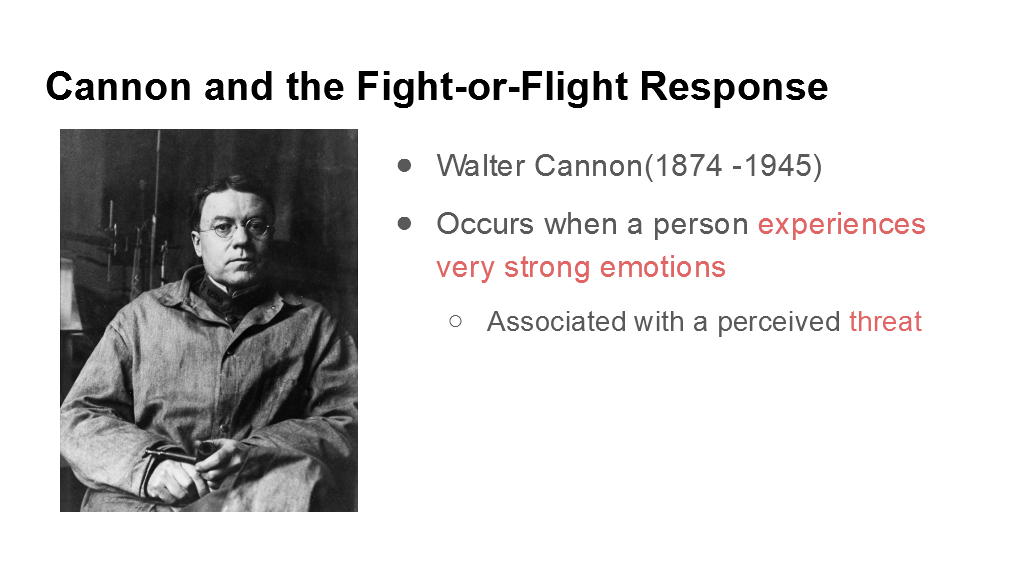 Cannon and the Fight-or-Flight Response
● Walter Cannon(1874 -1945)
● Occurs when a person experiences
very strong emotions
○ Associated with a perceived threat